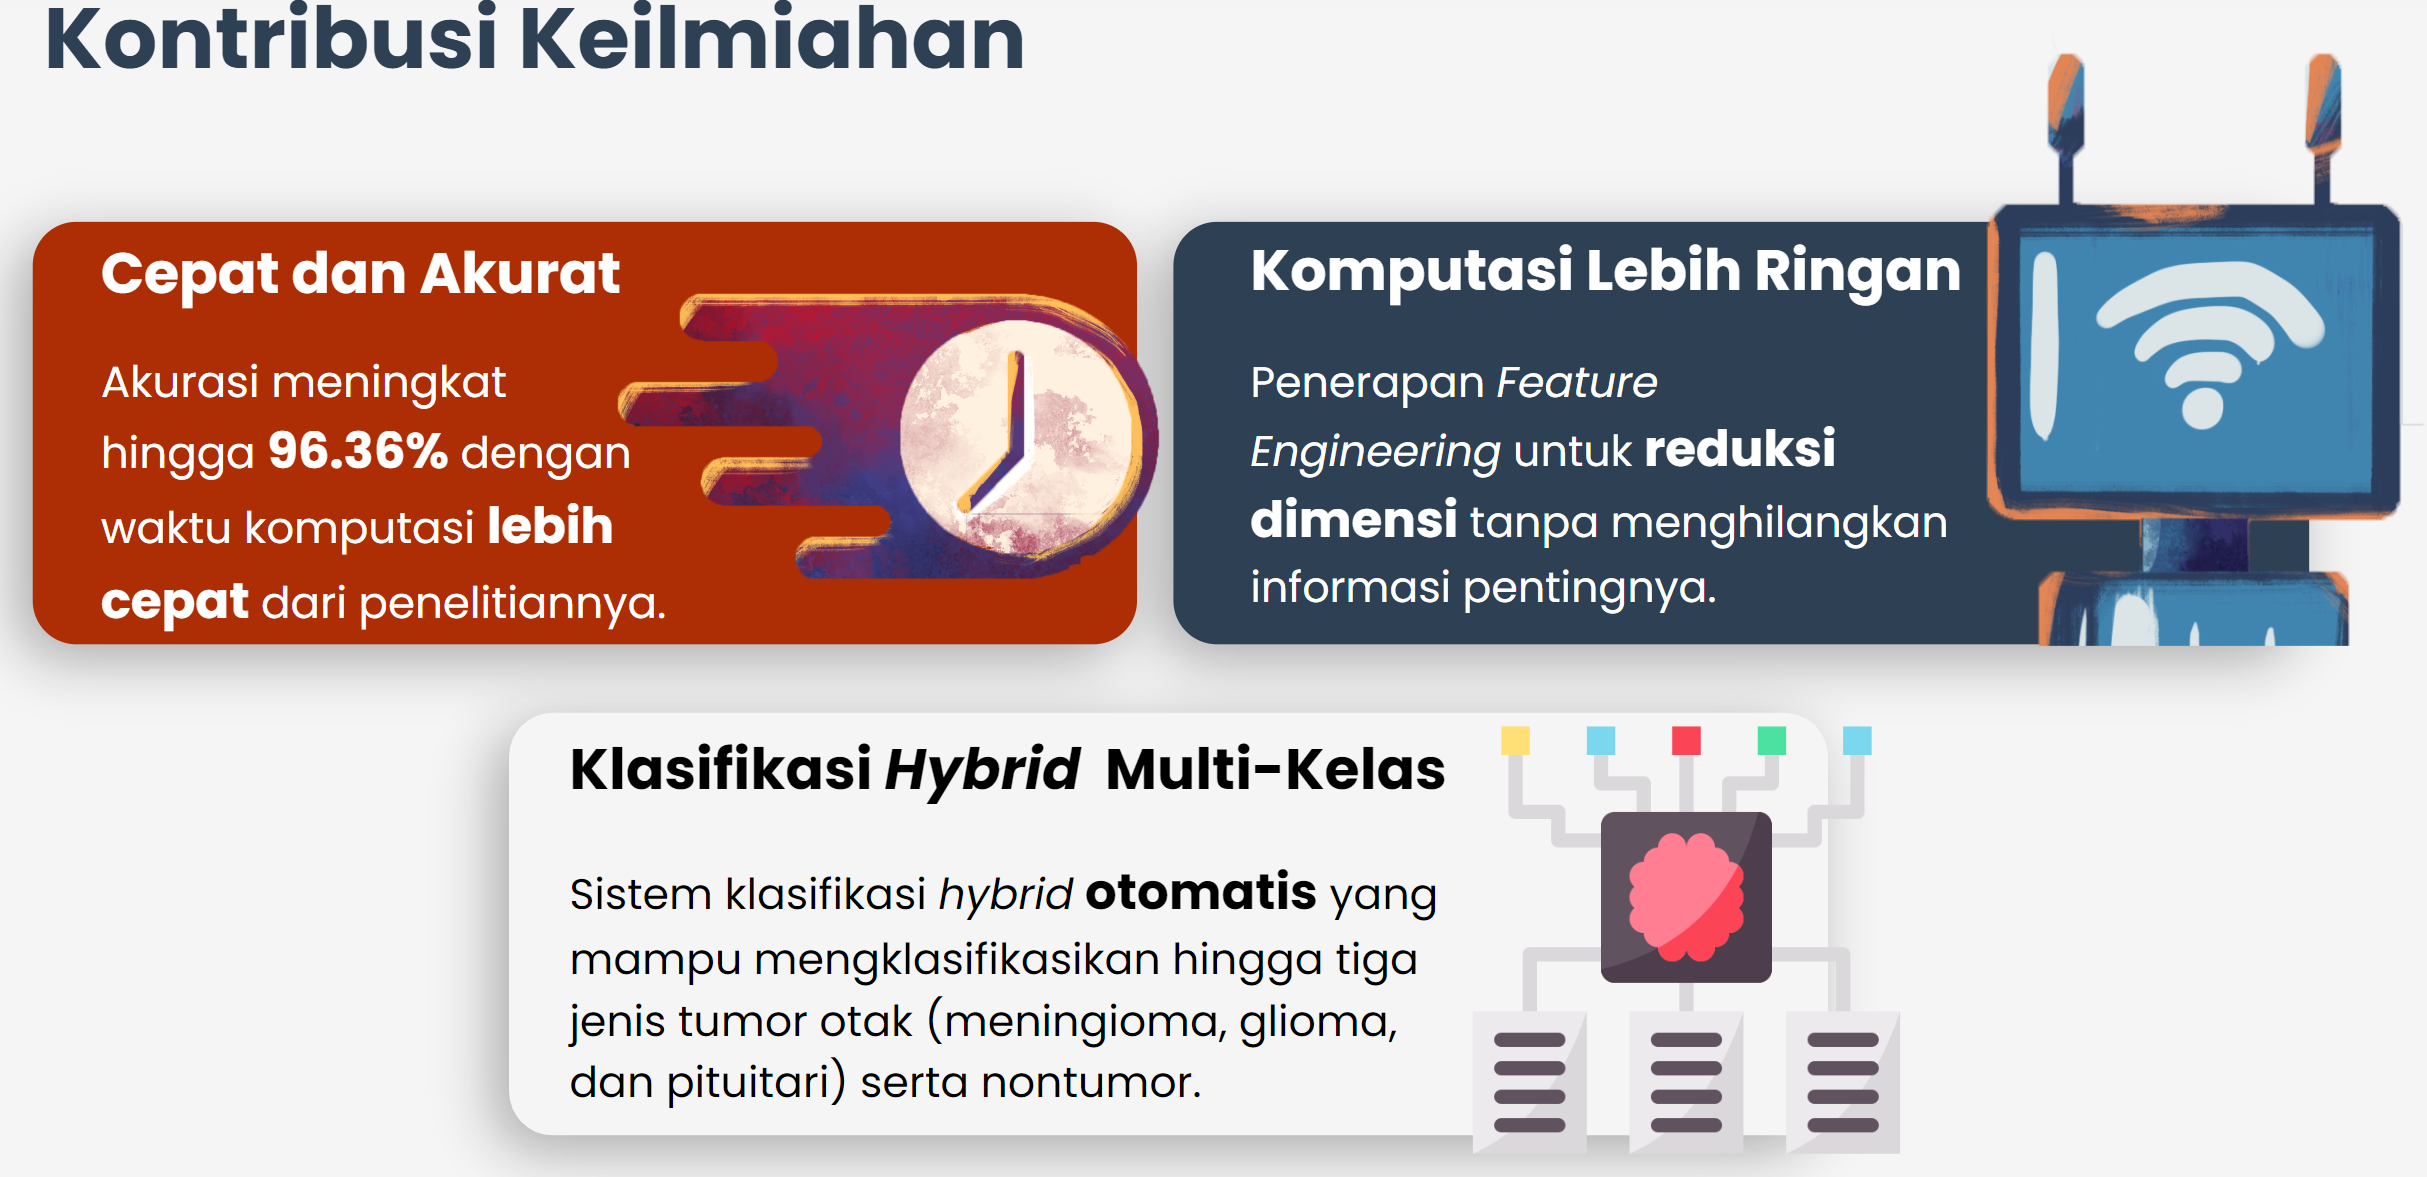 Kontribusi Keilmiahan
Cepat dan Akurat
Akurasi meningkat
hingga 96.36% dengan
waktu komputasi lebih
cepat dari penelitiannya.
Komputasi Lebih Ringan
Penerapan Feature
Engineering untuk reduksi
dimensi tanpa menghilangkan
informasi pentingnya.
Klasifikasi Hybrid Multi-Kelas
Sistem klasifikasi hybrid otomatis yang
mampu mengklasifikasikan hingga tiga
jenis tumor otak (meningioma, glioma,
dan pituitari) serta nontumor.